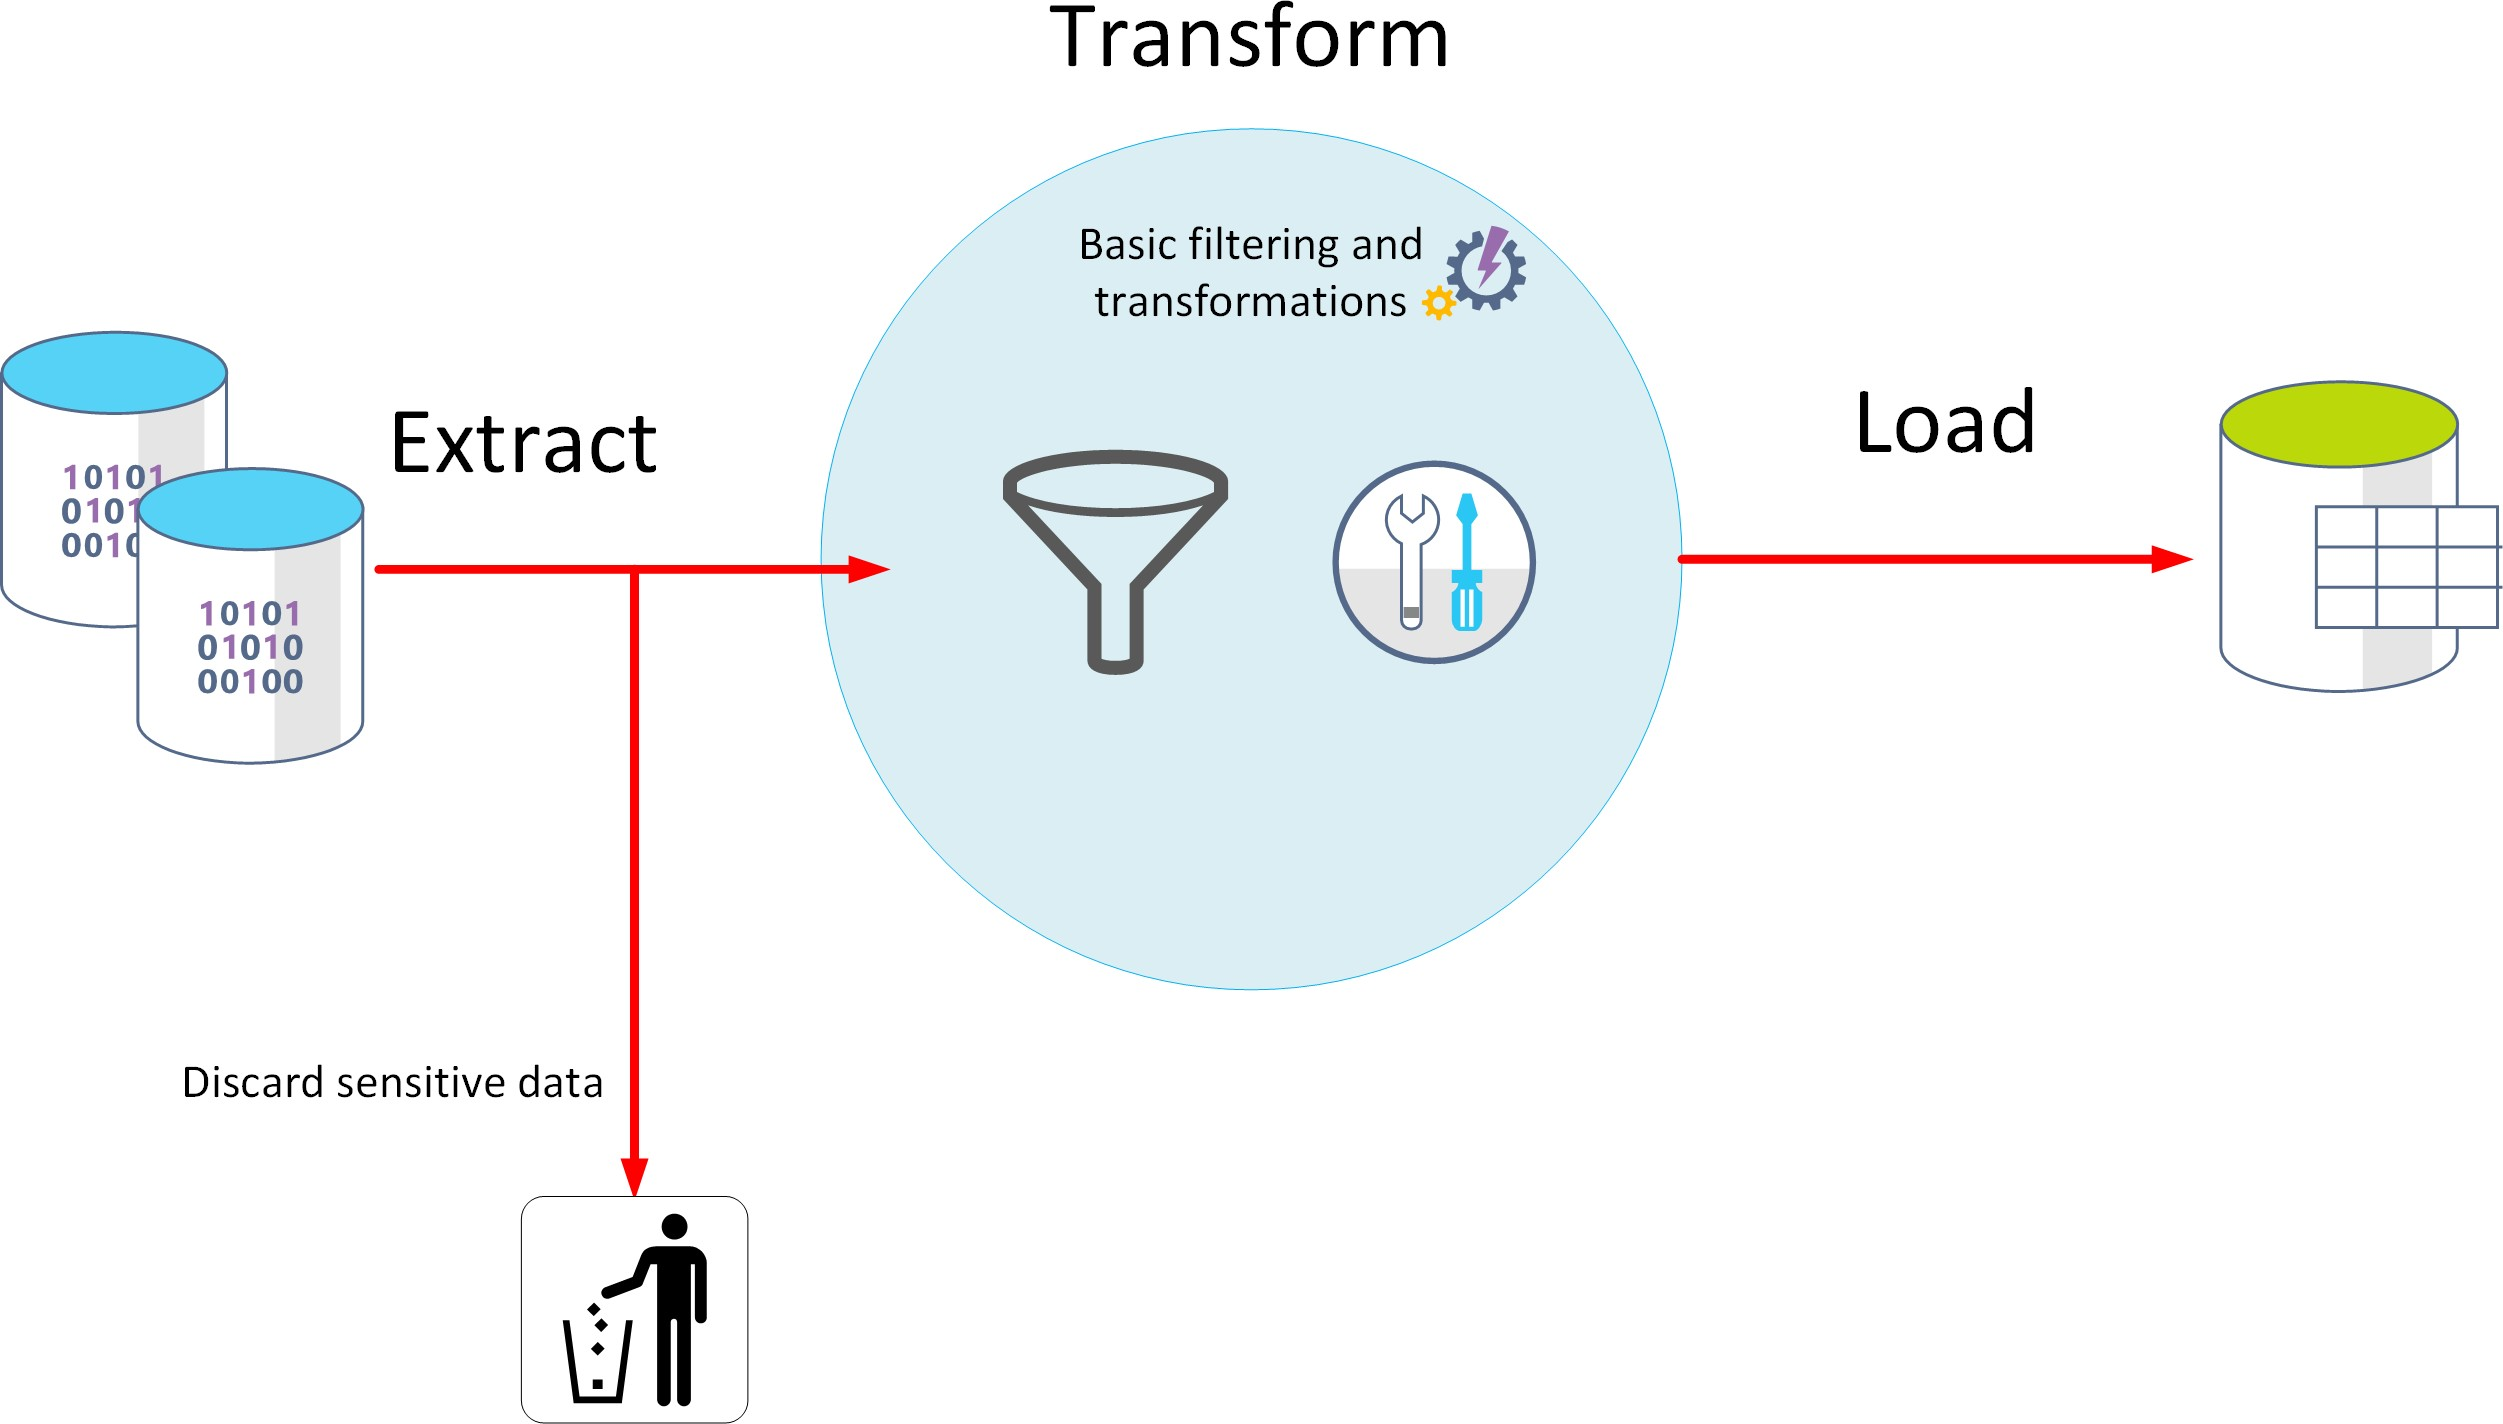 Transform
Basic filtering and
transformations
Extract
Load
10101
0101
0010
10101
01010
00100
Discard sensitive data